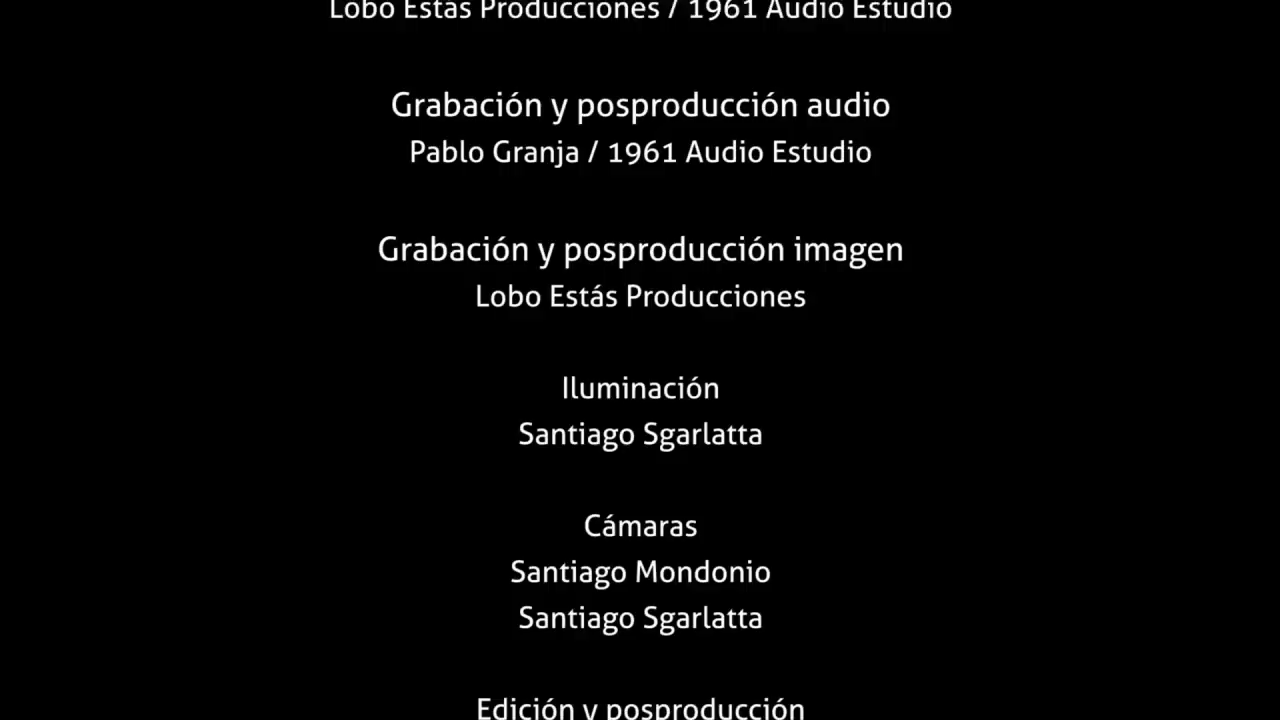 Lobo Estás Producciones / 1961 Audio Estudio
Grabación y posproducción audio
Pablo Granja / 1961 Audio Estudio
Grabación y posproducción imagen
Lobo Estás Producciones
Iluminación
Santiago Sgarlatta
Cámaras
Santiago Mondonio
Santiago Sgarlatta
Edición y posproducción